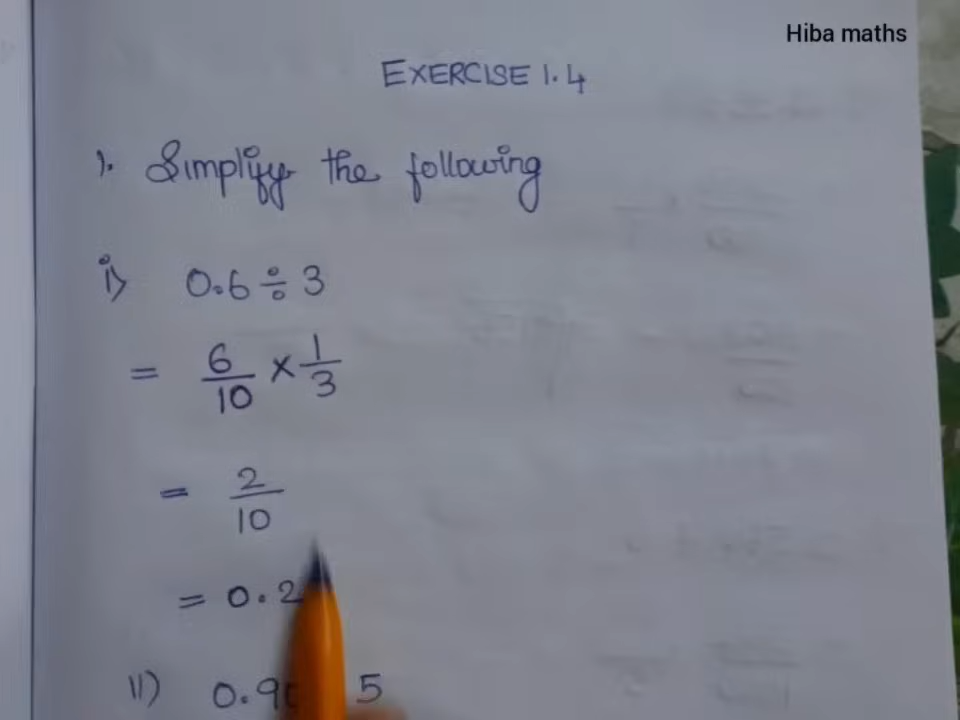 Hiba maths
EXERCISE 1.4
1. Simplify the following
i) 0.6 ÷ 3
= 6/10 × 1/3
= 2/10
= 0.2
II) 0.90 5